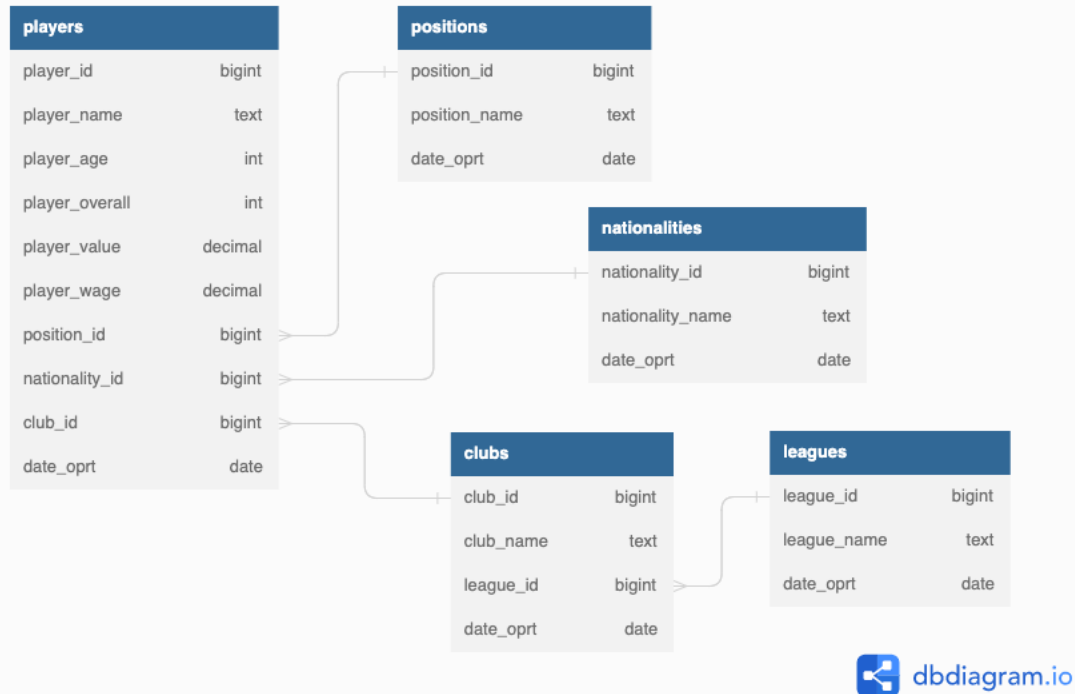 players
player_id bigint
player_name text
player_age int
player_overall int
player_value decimal
player_wage decimal
position_id bigint
nationality_id bigint
club_id bigint
date_oprt date
positions
position_id bigint
position_name text
date_oprt date
nationalities
nationality_id bigint
nationality_name text
date_oprt date
clubs
club_id bigint
club_name text
league_id bigint
date_oprt date
leagues
league_id bigint
league_name text
date_oprt date
dbdiagram.io